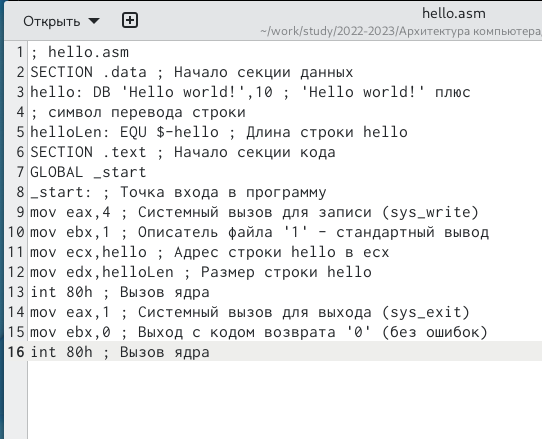 Открыть
hello.asm
~/work/study/2022-2023/Архитектура компьютера
1 ; hello.asm
2 SECTION .data ; Начало секции данных
3 hello: DB 'Hello world!',10 ; 'Hello world!' плюс
4 ; символ перевода строки
5 helloLen: EQU $-hello ; Длина строки hello
6 SECTION .text ; Начало секции кода
7 GLOBAL _start
8 _start: ; Точка входа в программу
9 mov eax,4 ; Системный вызов для записи (sys_write)
10 mov ebx,1 ; Описатель файла '1' - стандартный вывод
11 mov ecx,hello ; Адрес строки hello в ecx
12 mov edx,helloLen ; Размер строки hello
13 int 80h ; Вызов ядра
14 mov eax,1 ; Системный вызов для выхода (sys_exit)
15 mov ebx,0 ; Выход с кодом возврата '0' (без ошибок)
16 int 80h ; Вызов ядра